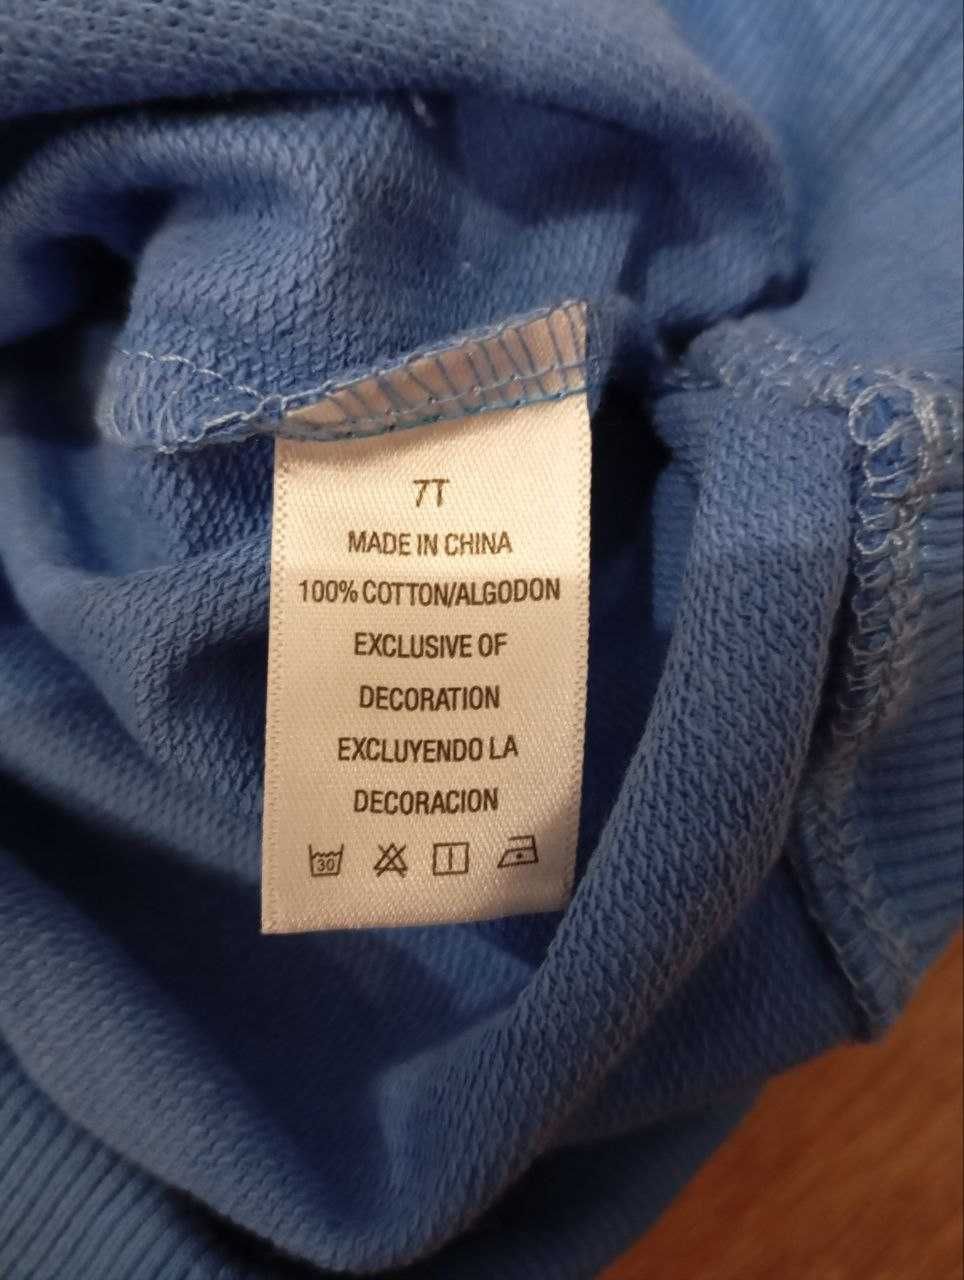 7T
MADE IN CHINA
100% COTTON/ALGODON
EXCLUSIVE OF
DECORATION
EXCLUYENDO LA
DECORACION
30